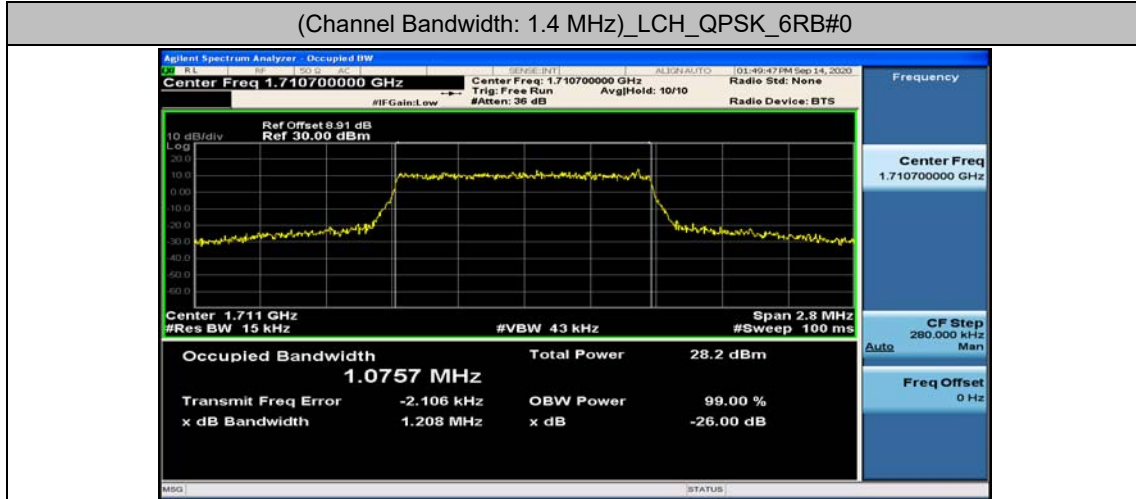 (Channel Bandwidth: 1.4 MHz)_LCH_QPSK_6RB#0
Agilent Spectrum Analyzer - Occupied BW
RL RF 50 Ω AC SENSE:INT ALIGN AUTO 01:49:47 PM Sep 14, 2020
Center Freq 1.710700000 GHz
Center Freq: 1.710700000 GHz
Radio Std: None
Trig: Free Run Avg|Hold: 10/10
#IFGain:Low
#Atten: 36 dB
Radio Device: BTS
Frequency
Ref Offset 8.91 dB
10 dB/div Ref 30.00 dBm
Log
20.0
10.0
0.00
-10.0
-20.0
-30.0
-40.0
-50.0
-60.0
Center 1.711 GHz
Span 2.8 MHz
#Res BW 15 kHz
#VBW 43 kHz
#Sweep 100 ms
Occupied Bandwidth
1.0757 MHz
Total Power 28.2 dBm
Transmit Freq Error -2.106 kHz OBW Power 99.00 %
x dB Bandwidth 1.208 MHz x dB -26.00 dB
Center Freq
1.710700000 GHz
CF Step
280.000 kHz
Auto Man
Freq Offset
0 Hz
MSG STATUS